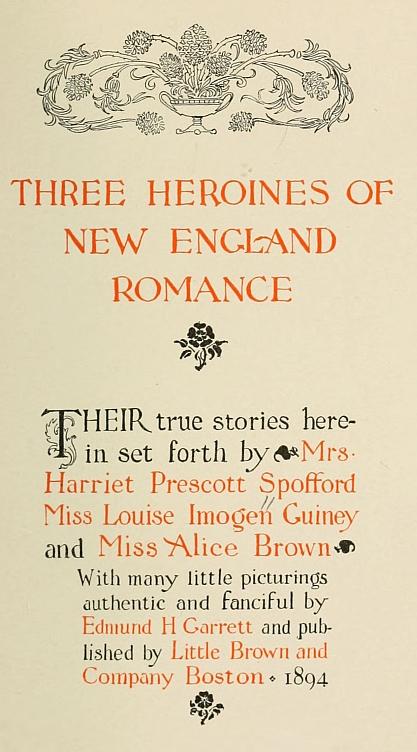 THREE HEROINES OF
NEW ENGLAND
ROMANCE
THEIR true stories here-
in set forth by Mrs.
Harriet Prescott Spofford
Miss Louise Imogen Guiney
and Miss Alice Brown
With many little picturings
authentic and fanciful by
Edmund H Garrett and pub-
lished by Little Brown and
Company Boston 1894